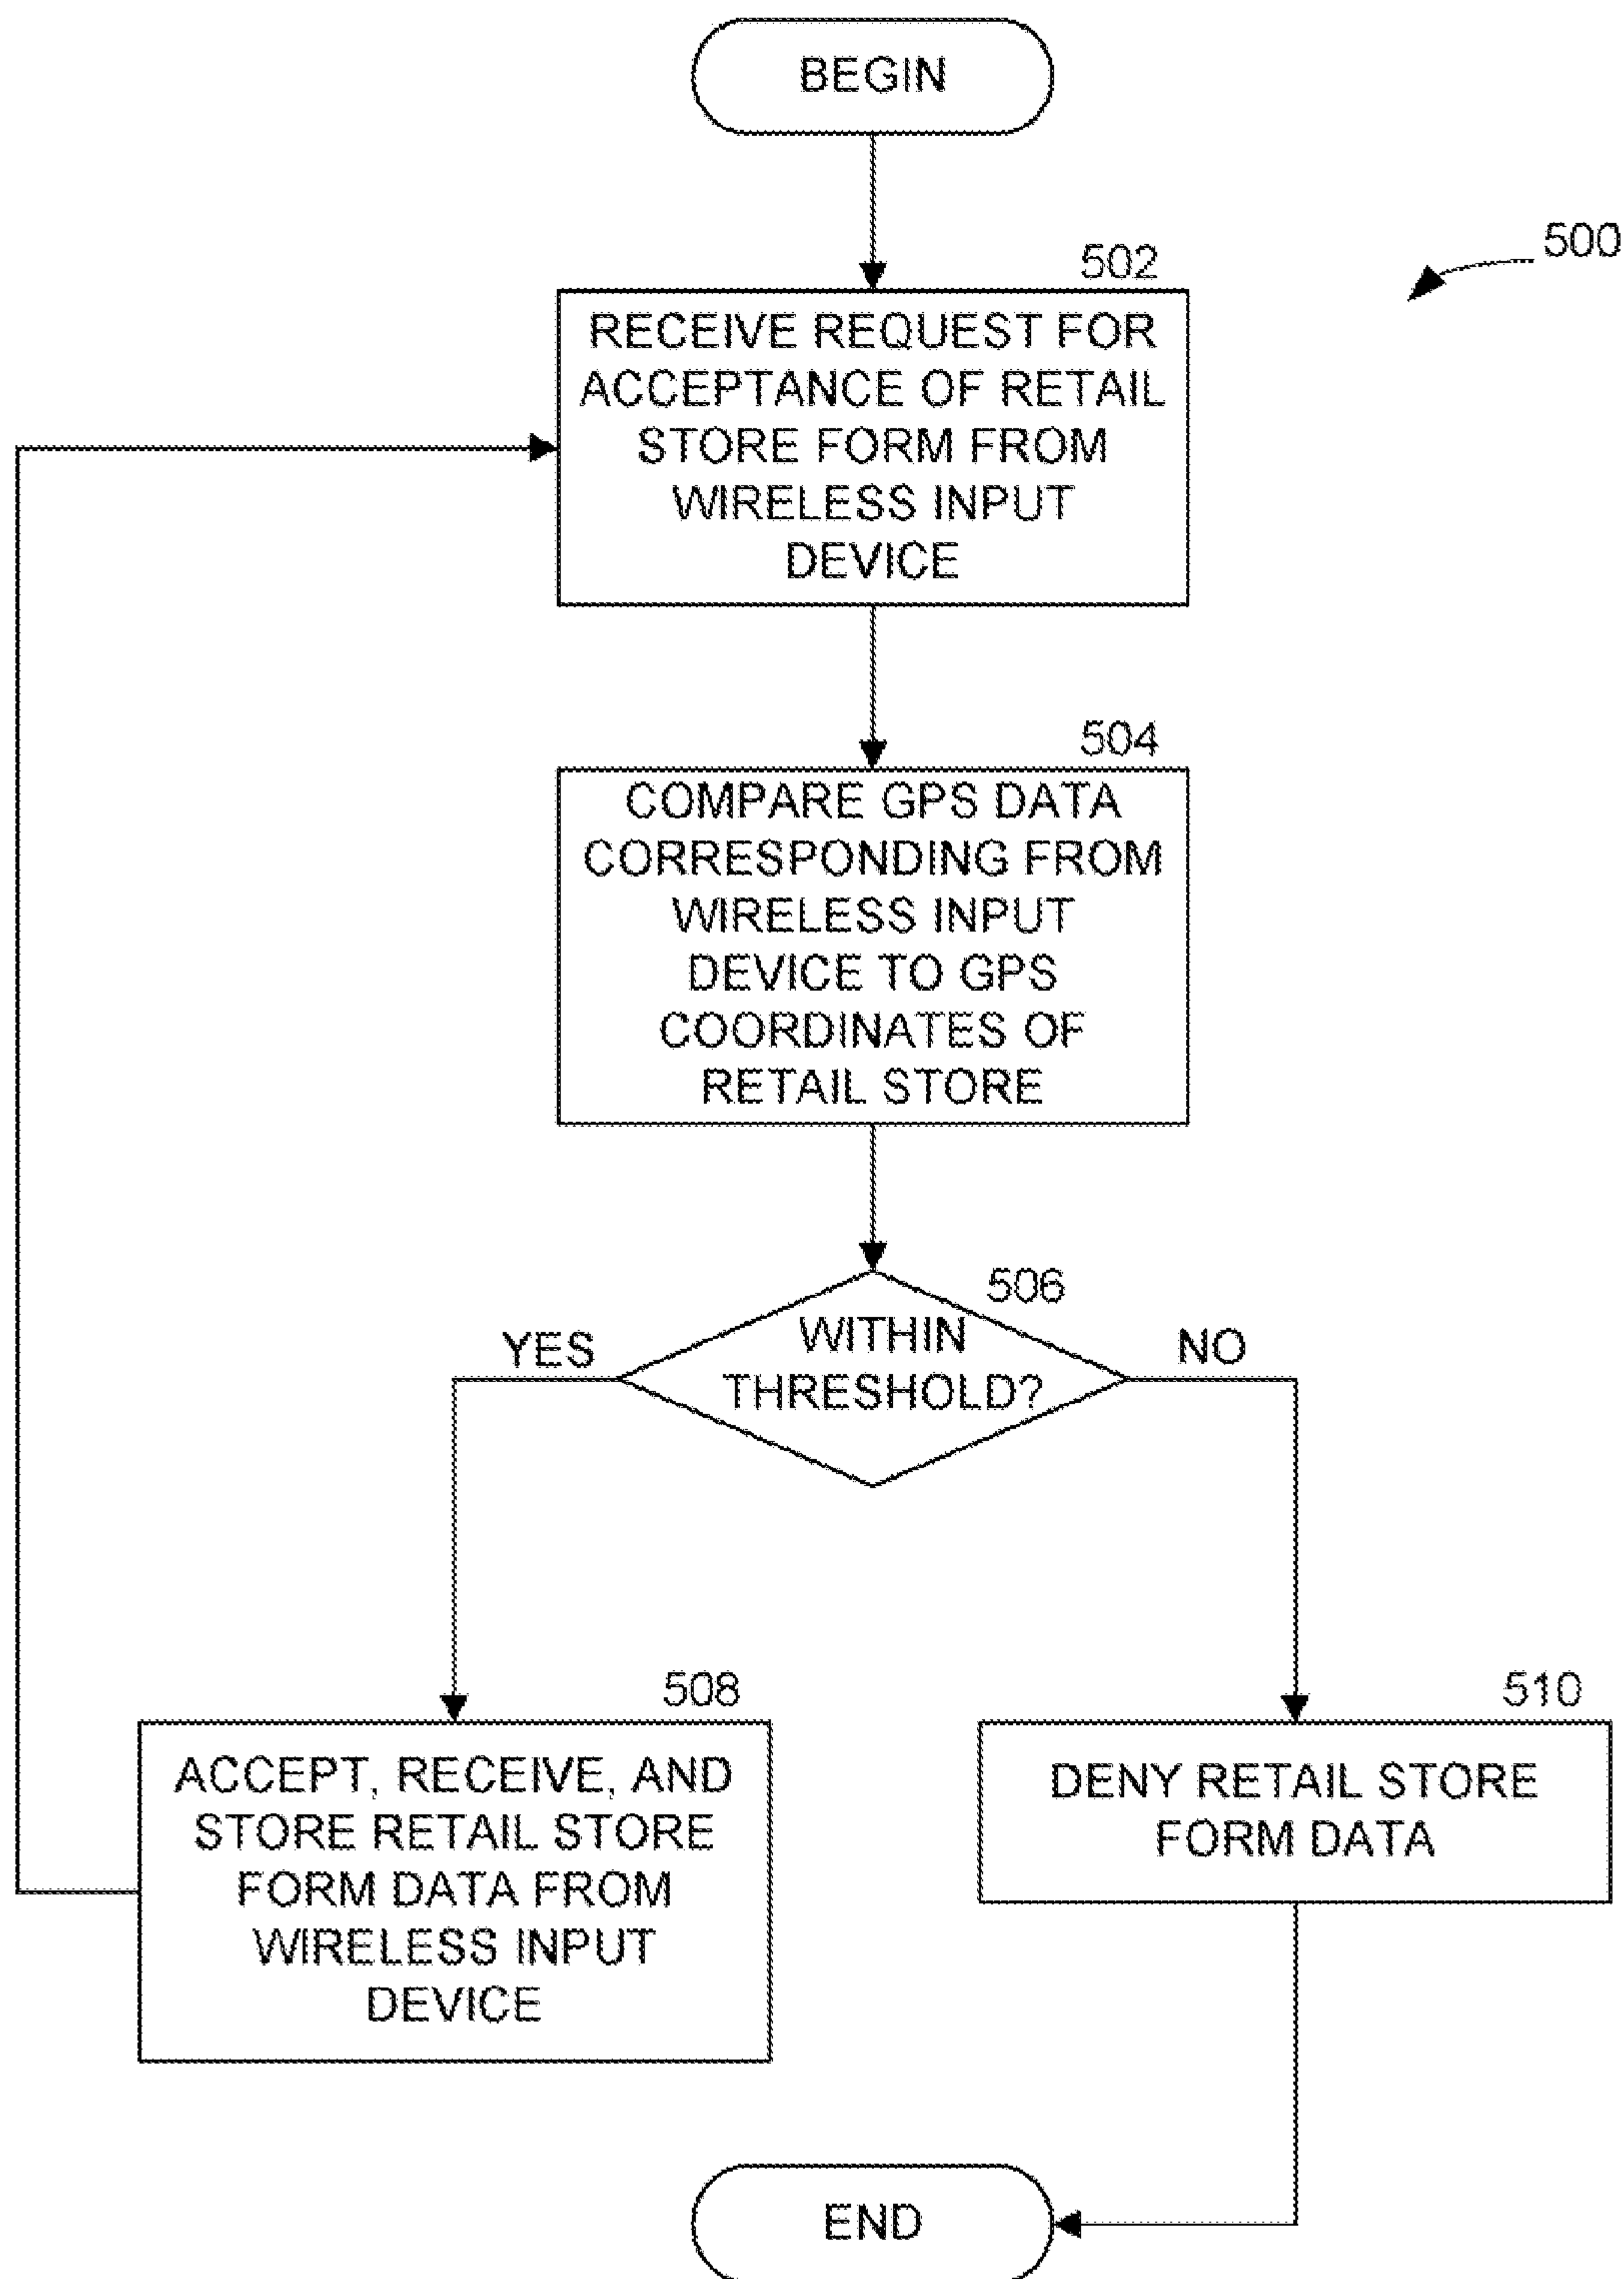 BEGIN
500
502
RECEIVE REQUEST FOR
ACCEPTANCE OF RETAIL
STORE FORM FROM
WIRELESS INPUT
DEVICE
504
COMPARE GPS DATA
CORRESPONDING FROM
WIRELESS INPUT
DEVICE TO GPS
COORDINATES OF
RETAIL STORE
506
WITHIN
THRESHOLD?
YES
NO
508
ACCEPT, RECEIVE, AND
STORE RETAIL STORE
FORM DATA FROM
WIRELESS INPUT
DEVICE
510
DENY RETAIL STORE
FORM DATA
END